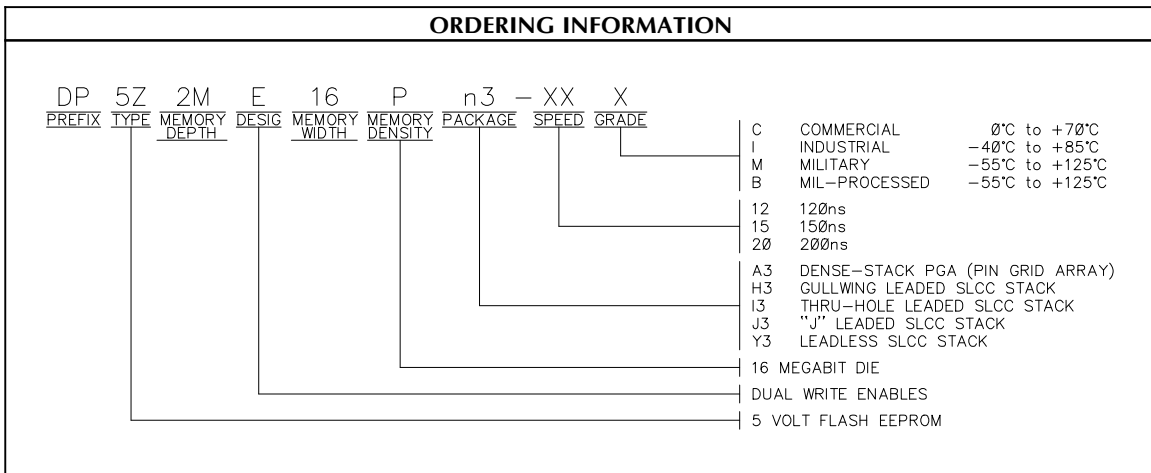 ORDERING INFORMATION
DP 5Z 2M E 16 P n3 – XX X
PREFIX TYPE MEMORY DEPTH DESIG MEMORY WIDTH MEMORY DENSITY PACKAGE SPEED GRADE
C COMMERCIAL 0°C to +70°C
I INDUSTRIAL −40°C to +85°C
M MILITARY −55°C to +125°C
B MIL–PROCESSED −55°C to +125°C
12 120ns
15 150ns
20 200ns
A3 DENSE–STACK PGA (PIN GRID ARRAY)
H3 GULLWING LEADED SLCC STACK
I3 THRU–HOLE LEADED SLCC STACK
J3 "J" LEADED SLCC STACK
Y3 LEADLESS SLCC STACK
16 MEGABIT DIE
DUAL WRITE ENABLES
5 VOLT FLASH EEPROM